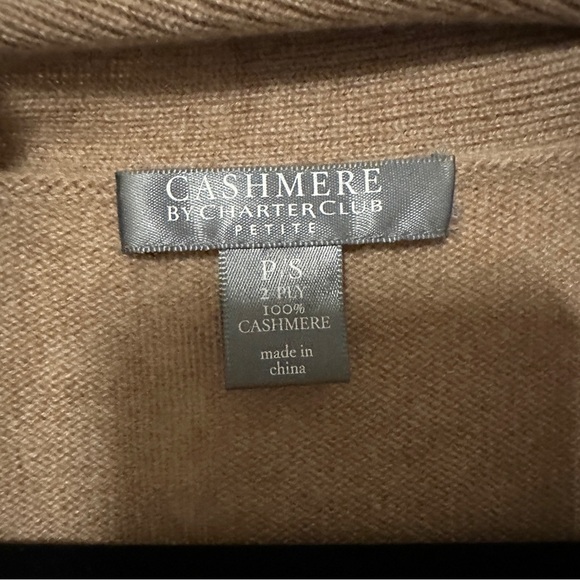 CASHMERE
BY CHARTER CLUB
PETITE
P/S
2 PLY
100%
CASHMERE
made in
china